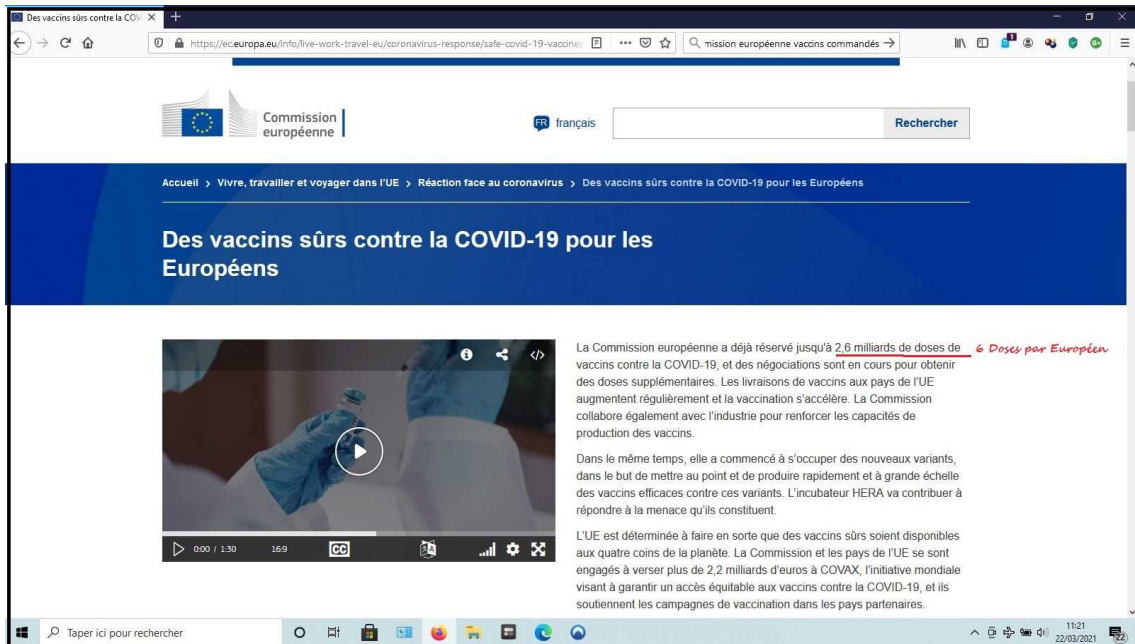 Des vaccins sûrs contre la COV
https://ec.europa.eu/info/live-work-travel-eu/coronavirus-response/safe-covid-19-vaccines
mission européenne vaccins commandés
1
Commission
européenne
FR français
Rechercher
Accueil > Vivre, travailler et voyager dans l'UE > Réaction face au coronavirus > Des vaccins sûrs contre la COVID-19 pour les Européens
Des vaccins sûrs contre la COVID-19 pour les
Européens
La Commission européenne a déjà réservé jusqu'à 2,6 milliards de doses de 6 Doses par Européen
vaccins contre la COVID-19, et des négociations sont en cours pour obtenir
des doses supplémentaires. Les livraisons de vaccins aux pays de l'UE
augmentent régulièrement et la vaccination s'accélère. La Commission
collabore également avec l'industrie pour renforcer les capacités de
production des vaccins.
Dans le même temps, elle a commencé à s'occuper des nouveaux variants,
dans le but de mettre au point et de produire rapidement et à grande échelle
des vaccins efficaces contre ces variants. L'incubateur HERA va contribuer à
répondre à la menace qu'ils constituent.
L'UE est déterminée à faire en sorte que des vaccins sûrs soient disponibles
aux quatre coins de la planète. La Commission et les pays de l'UE se sont
engagés à verser plus de 2,2 milliards d'euros à COVAX, l'initiative mondiale
visant à garantir un accès équitable aux vaccins contre la COVID-19, et ils
soutiennent les campagnes de vaccination dans les pays partenaires.
0:00 / 1:30 16:9 CC
Taper ici pour rechercher
11:21
22/03/2021
22